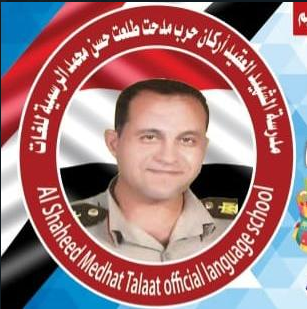 مدرسة الشهيد العقيد أركان حرب مدحت طلعت حسن محمد الرسمية للغات
Al Shaheed Medhat Talaat official language school